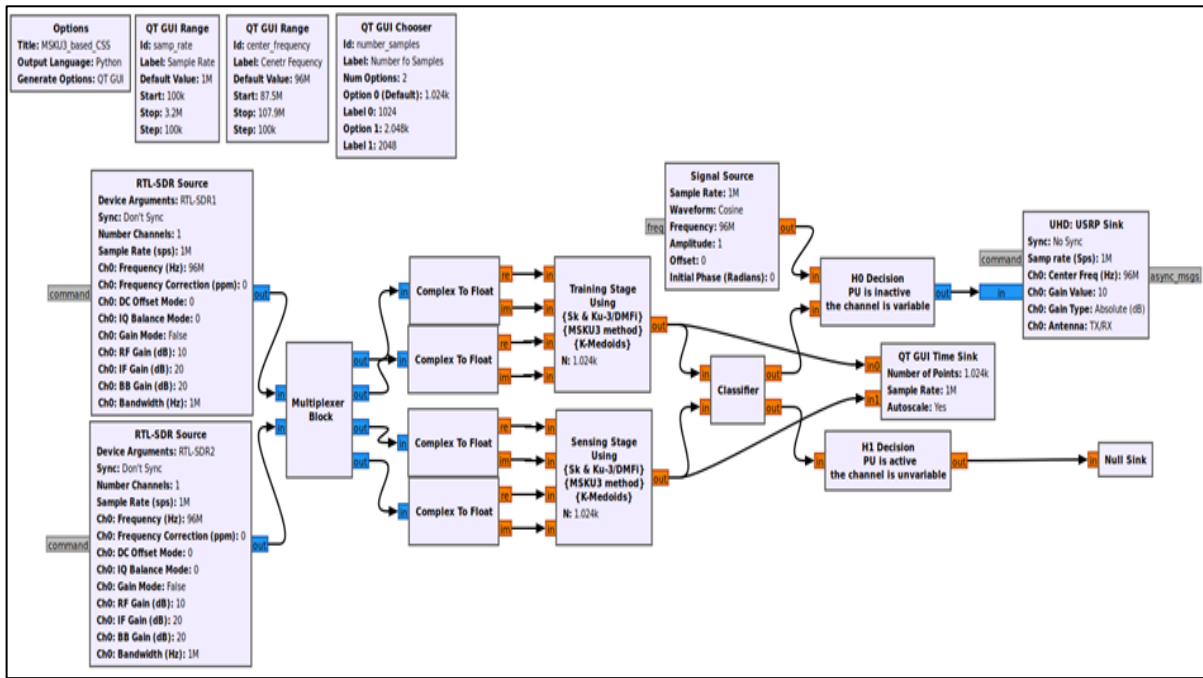 Options
Title: MSKU3_based_CSS
Output Language: Python
Generate Options: QT GUI
QT GUI Range
Id: samp_rate
Label: Sample Rate
Default Value: 1M
Start: 100k
Stop: 3.2M
Step: 100k
QT GUI Range
Id: center_frequency
Label: Cenetr Fequency
Default Value: 96M
Start: 87.5M
Stop: 107.9M
Step: 100k
QT GUI Chooser
Id: number_samples
Label: Number fo Samples
Num Options: 2
Option 0 (Default): 1.024k
Label 0: 1024
Option 1: 2.048k
Label 1: 2048
RTL-SDR Source
Device Arguments: RTL-SDR1
Sync: Don't Sync
Number Channels: 1
Sample Rate (sps): 1M
Ch0: Frequency (Hz): 96M
Ch0: Frequency Correction (ppm): 0
Ch0: DC Offset Mode: 0
Ch0: IQ Balance Mode: 0
Ch0: Gain Mode: False
Ch0: RF Gain (dB): 10
Ch0: IF Gain (dB): 20
Ch0: BB Gain (dB): 20
Ch0: Bandwidth (Hz): 1M
command
out
RTL-SDR Source
Device Arguments: RTL-SDR2
Sync: Don't Sync
Number Channels: 1
Sample Rate (sps): 1M
Ch0: Frequency (Hz): 96M
Ch0: Frequency Correction (ppm): 0
Ch0: DC Offset Mode: 0
Ch0: IQ Balance Mode: 0
Ch0: Gain Mode: False
Ch0: RF Gain (dB): 10
Ch0: IF Gain (dB): 20
Ch0: BB Gain (dB): 20
Ch0: Bandwidth (Hz): 1M
command
out
in
in
Multiplexer
Block
out
out
out
out
in
Complex To Float
re
im
in
Complex To Float
re
im
in
Complex To Float
re
im
in
Complex To Float
re
im
in
in
in
in
Training Stage
Using
{Sk & Ku-3/DMFi}
{MSKU3 method}
{K-Medoids}
N: 1.024k
out
in
in
in
in
Sensing Stage
Using
{Sk & Ku-3/DMFi}
{MSKU3 method}
{K-Medoids}
N: 1.024k
out
Signal Source
Sample Rate: 1M
Waveform: Cosine
Frequency: 96M
Amplitude: 1
Offset: 0
Initial Phase (Radians): 0
freq
out
in
in
Classifier
out
out
in
in
H0 Decision
PU is inactive
the channel is variable
out
UHD: USRP Sink
Sync: No Sync
Samp rate (Sps): 1M
Ch0: Center Freq (Hz): 96M
Ch0: Gain Value: 10
Ch0: Gain Type: Absolute (dB)
Ch0: Antenna: TX/RX
command
in
async_msgs
in0
in1
QT GUI Time Sink
Number of Points: 1.024k
Sample Rate: 1M
Autoscale: Yes
in
H1 Decision
PU is active
the channel is unvariable
out
in
Null Sink